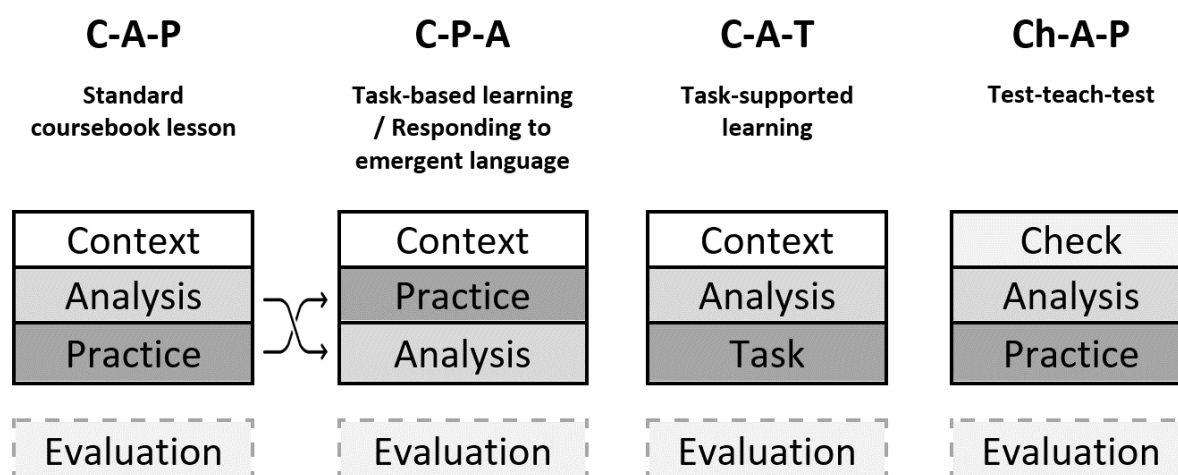 C-A-P
Standard
coursebook lesson
Context
Analysis
Practice
Evaluation
C-P-A
Task-based learning
/ Responding to
emergent language
Context
Practice
Analysis
Evaluation
C-A-T
Task-supported
learning
Context
Analysis
Task
Evaluation
Ch-A-P
Test-teach-test
Check
Analysis
Practice
Evaluation